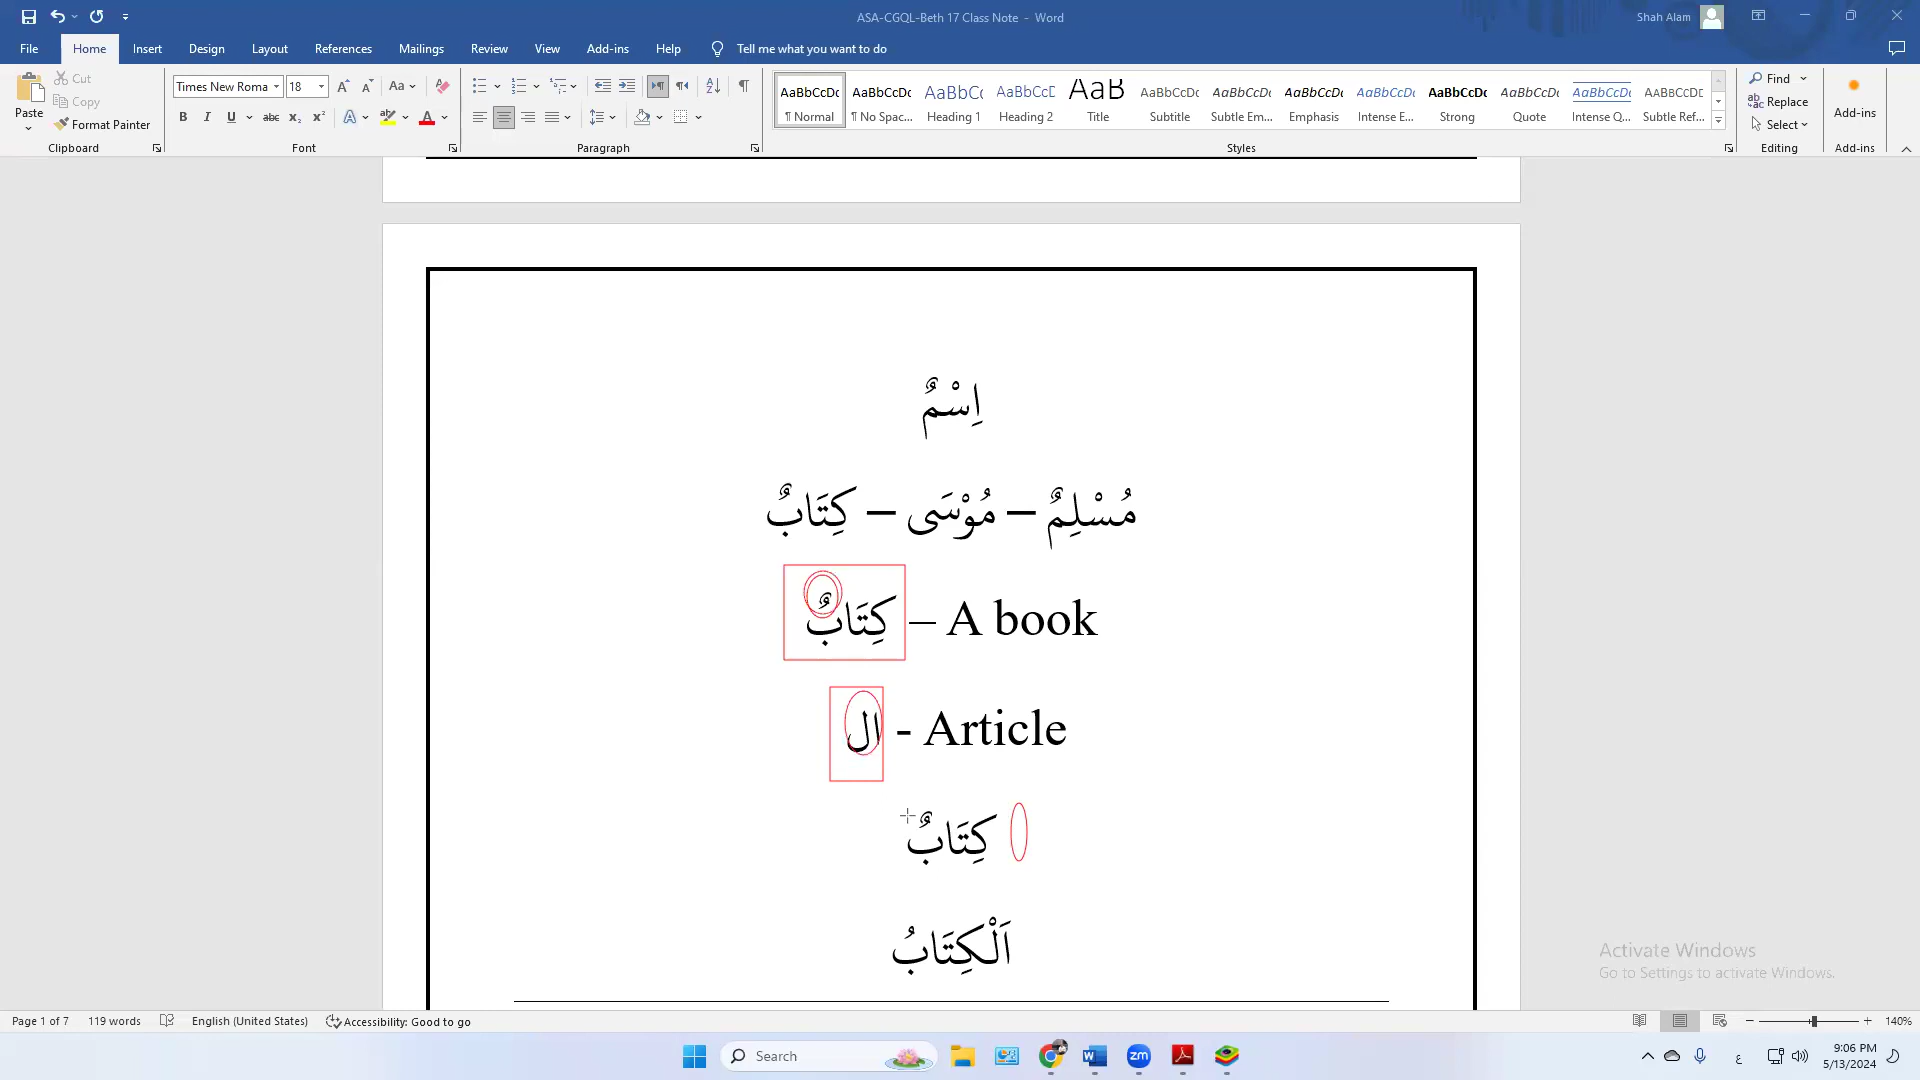 ASA-CGQL-Beth 17 Class Note - Word
Shah Alam
File Home Insert Design Layout References Mailings Review View Add-ins Help Tell me what you want to do
Paste
Cut
Copy
Format Painter
Clipboard
Times New Roma 18
Aa
B I U abc X₂ X²
A A
Font
Paragraph
AaBbCcDc AaBbCcDc AaBbCc AaBbCcD AaB AaBbCcDc AaBbCcDc AaBbCcDc AaBbCcDc AaBbCcDc AaBbCcDc AaBbCcDc AABBCCDE
¶ Normal ¶ No Spac... Heading 1 Heading 2 Title Subtitle Subtle Em... Emphasis Intense E... Strong Quote Intense Q... Subtle Ref...
Styles
Find
Replace
Select
Editing
Add-ins
Add-ins
اِسْمٌ
مُسْلِمٌ – مُوْسَى – كِتَابٌ
كِتَابٌ – A book
ال - Article
كِتَابٌ
اَلْكِتَابُ
Activate Windows
Go to Settings to activate Windows.
Page 1 of 7 119 words English (United States) Accessibility: Good to go 140%
Search
zm
ع
9:06 PM
5/13/2024